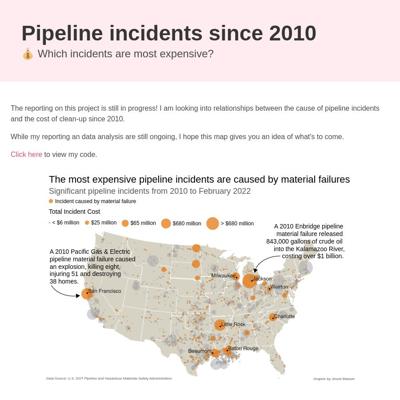 Pipeline incidents since 2010
💰 Which incidents are most expensive?
The reporting on this project is still in progress! I am looking into relationships between the cause of pipeline incidents
and the cost of clean-up since 2010.
While my reporting an data analysis are still ongoing, I hope this map gives you an idea of what's to come.
Click here to view my code.
The most expensive pipeline incidents are caused by material failures
Significant pipeline incidents from 2010 to February 2022
Incident caused by material failure
Total Incident Cost
< $6 million $25 million $65 million $680 million > $680 million
A 2010 Enbridge pipeline
material failure released
843,000 gallons of crude oil
into the Kalamazoo River,
costing over $1 billion.
A 2010 Pacific Gas & Electric
pipeline material failure caused
an explosion, killing eight,
injuring 51 and destroying
38 homes.
Milwaukee
Jackson
San Francisco
Charlotte
Little Rock
Beaumont
Baton Rouge
Data Source: U.S. DOT Pipeline and Hazardous Materials Safety Administration
Graphic by